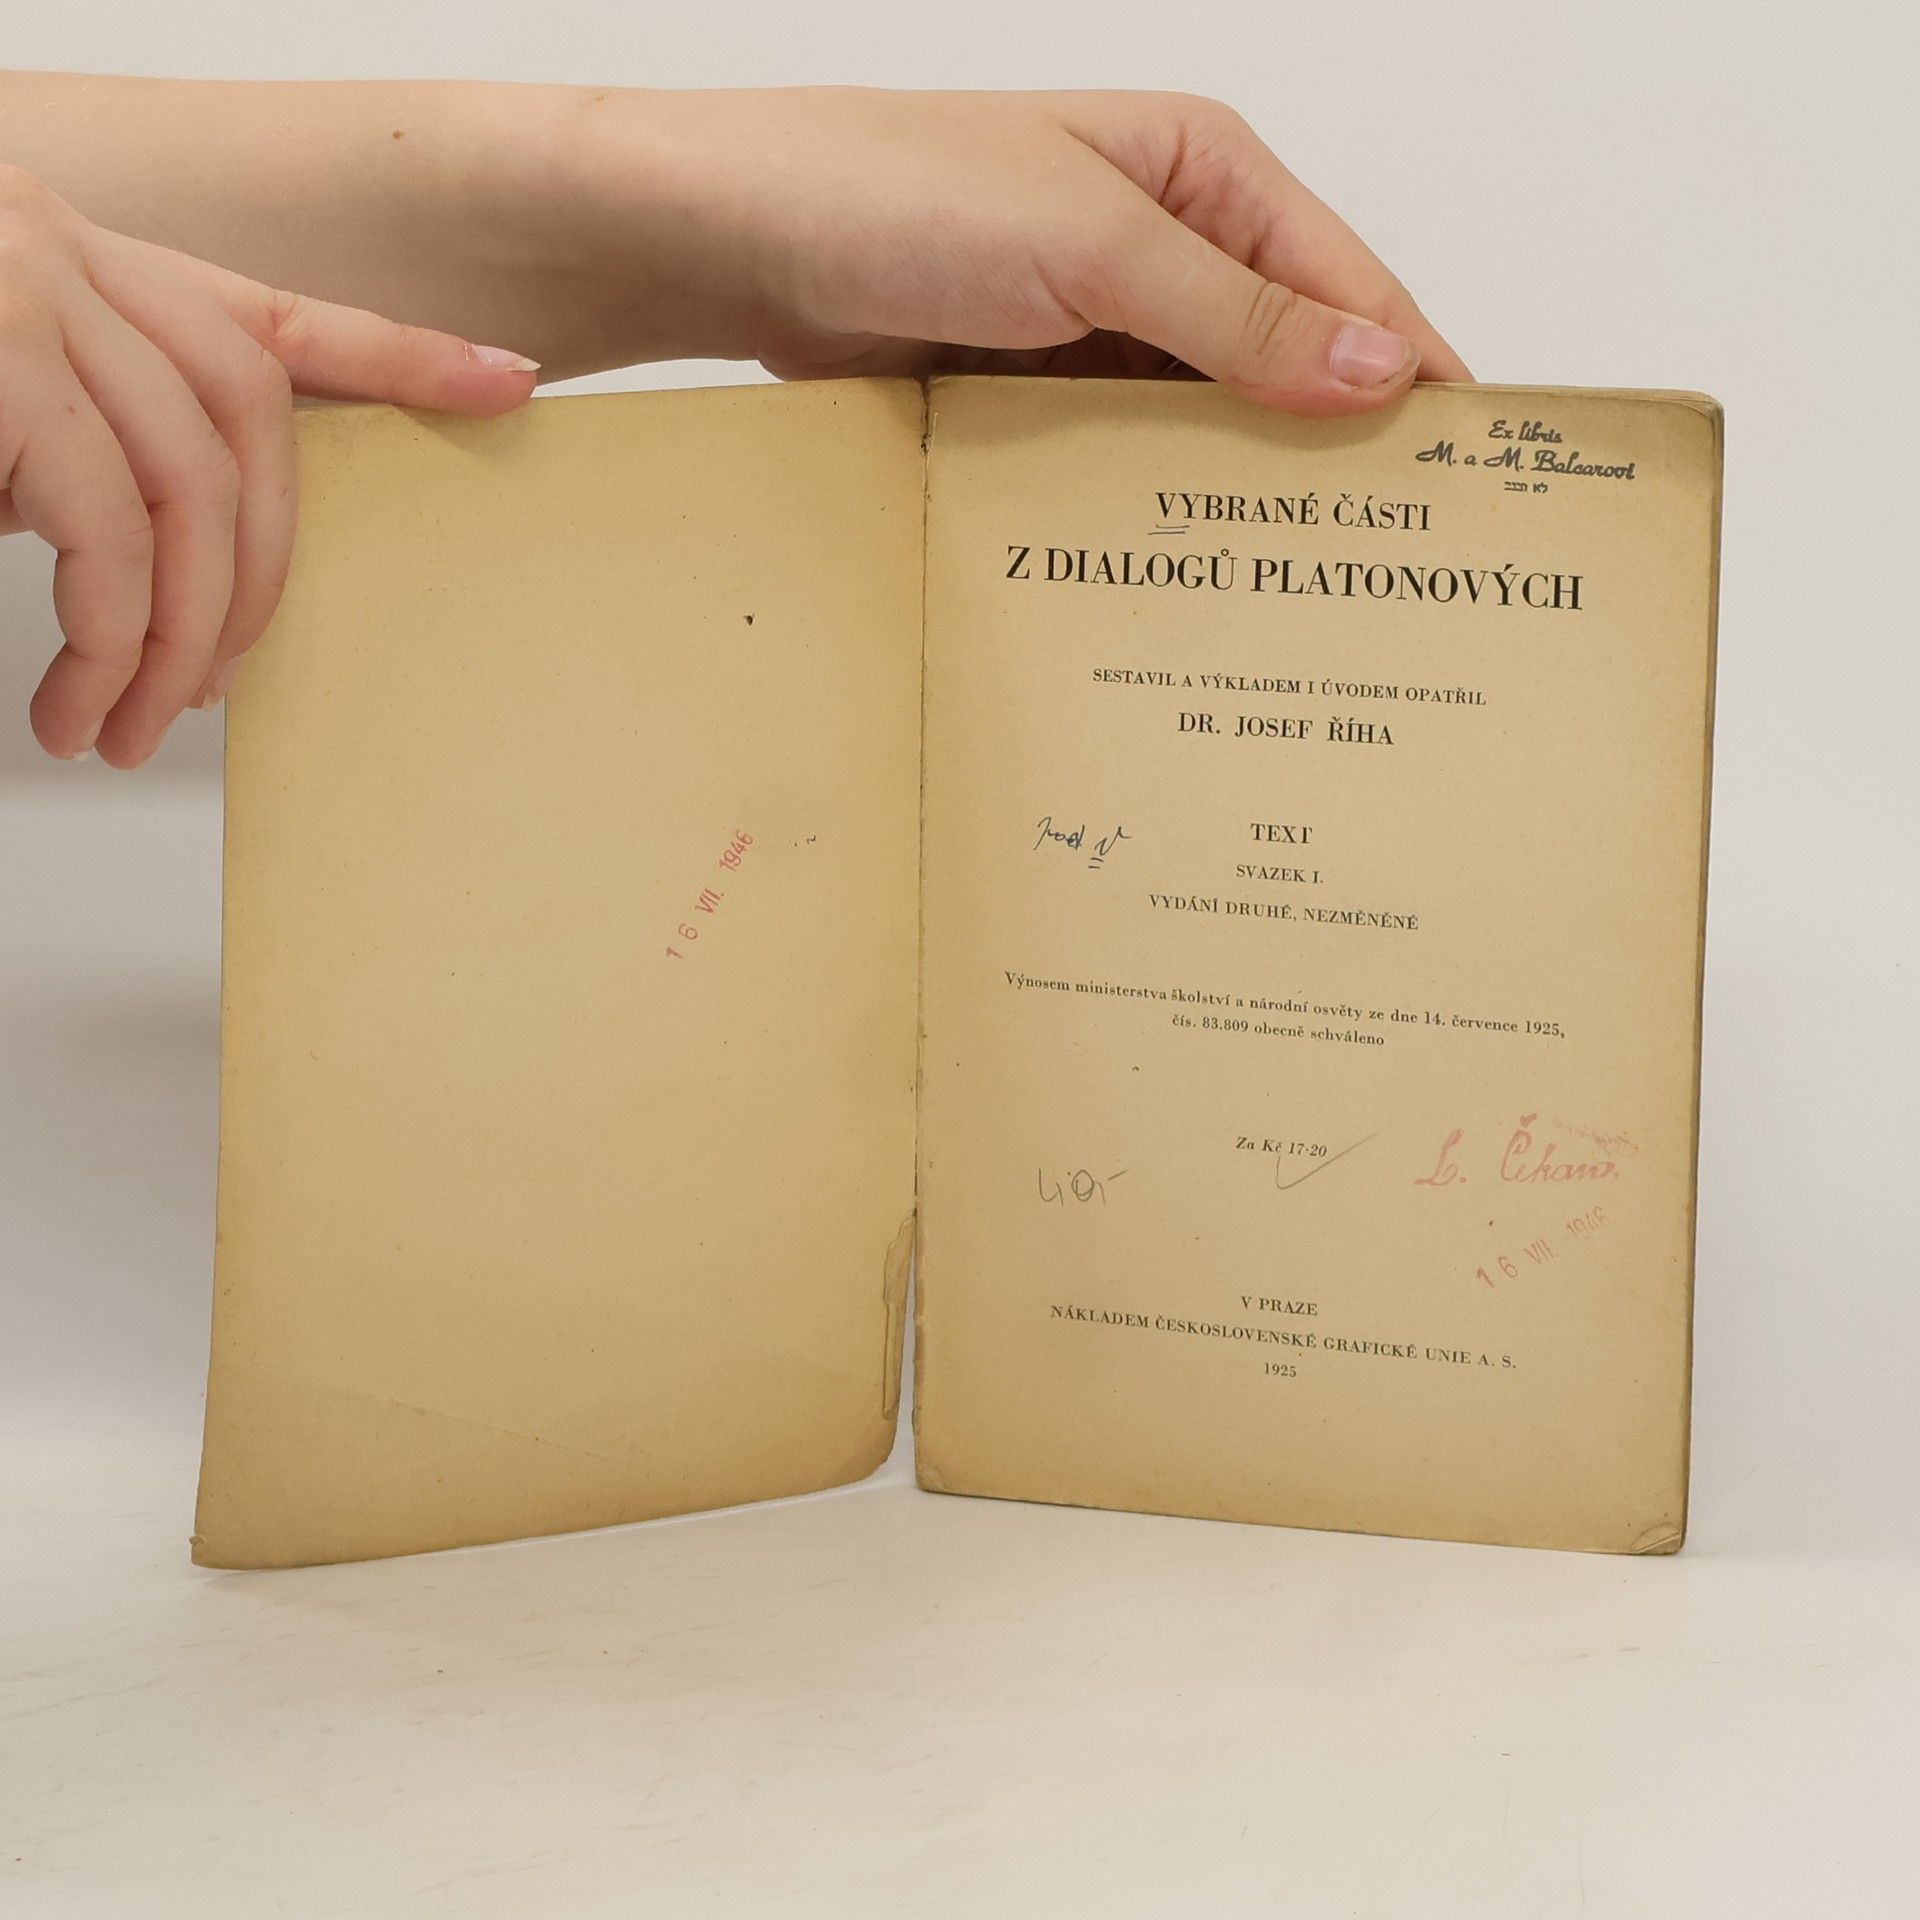 16 VII. 1946
Ex libris
M. a M. Balcarovi
לא תגנב
VYBRANÉ ČÁSTI
Z DIALOGŮ PLATONOVÝCH
SESTAVIL A VÝKLADEM I ÚVODEM OPATŘIL
DR. JOSEF ŘÍHA
TEXT
SVAZEK I.
VYDÁNÍ DRUHÉ, NEZMĚNĚNÉ
Výnosem ministerstva školství a národní osvěty ze dne 14. července 1925,
čís. 83.809 obecně schváleno
Za Kč 17·20
L.
16 VII. 1946
V PRAZE
NÁKLADEM ČESKOSLOVENSKÉ GRAFICKÉ UNIE A. S.
1925